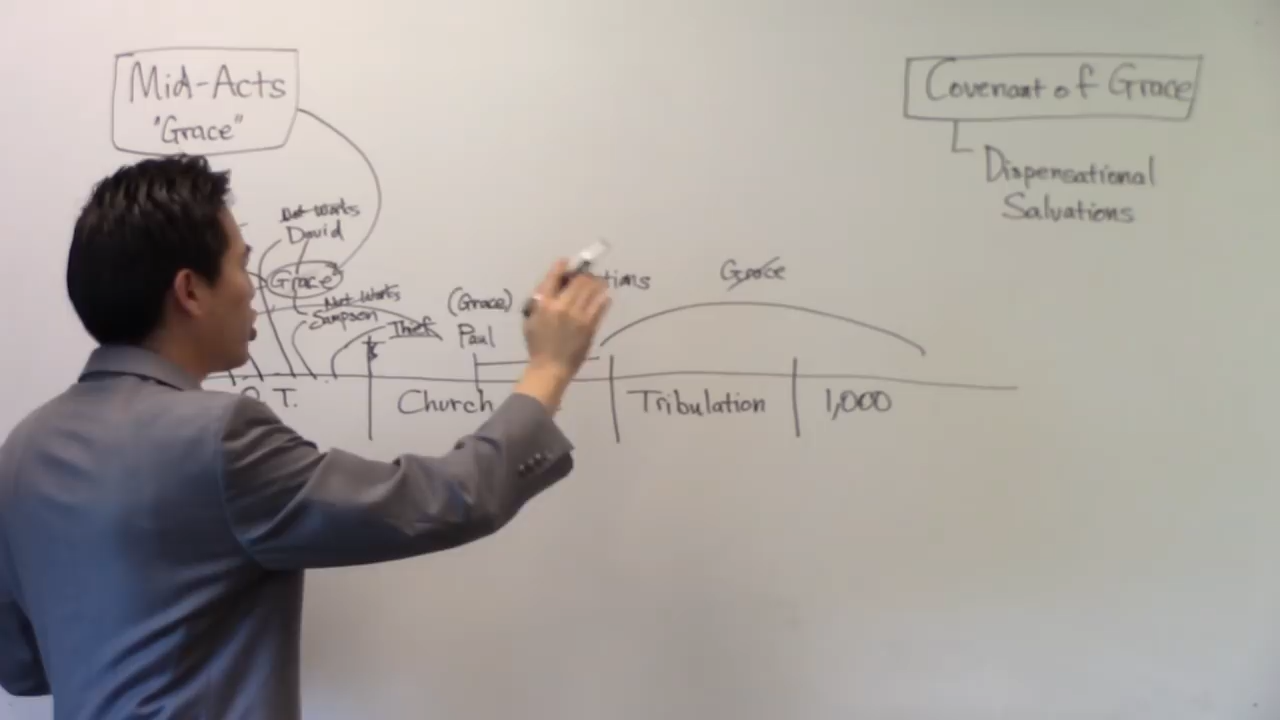 Mid-Acts
"Grace"
Covenant of Grace
Dispensational
Salvations
Not Works
David
Grace
Not Works
Sampson
Thief
(Grace)
Paul
Grace
O.T.
Church
Tribulation
1,000